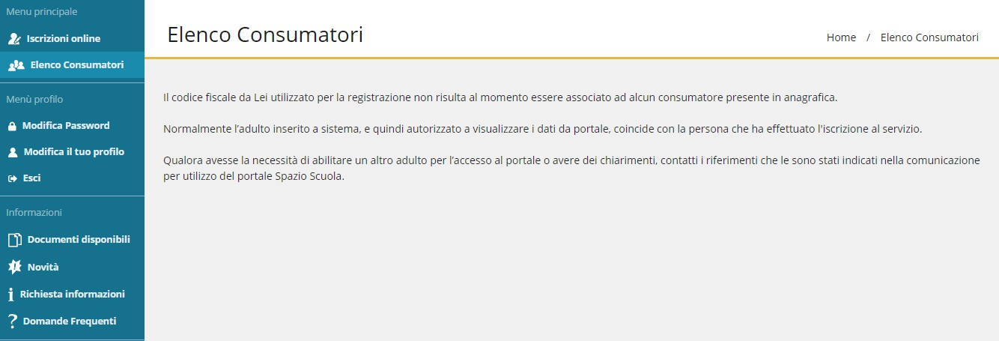 Menu principale
Iscrizioni online
Elenco Consumatori
Menù profilo
Modifica Password
Modifica il tuo profilo
Esci
Informazioni
Documenti disponibili
Novità
Richiesta informazioni
Domande Frequenti
Elenco Consumatori
Home / Elenco Consumatori
Il codice fiscale da Lei utilizzato per la registrazione non risulta al momento essere associato ad alcun consumatore presente in anagrafica.
Normalmente l’adulto inserito a sistema, e quindi autorizzato a visualizzare i dati da portale, coincide con la persona che ha effettuato l'iscrizione al servizio.
Qualora avesse la necessità di abilitare un altro adulto per l’accesso al portale o avere dei chiarimenti, contatti i riferimenti che le sono stati indicati nella comunicazione
per utilizzo del portale Spazio Scuola.